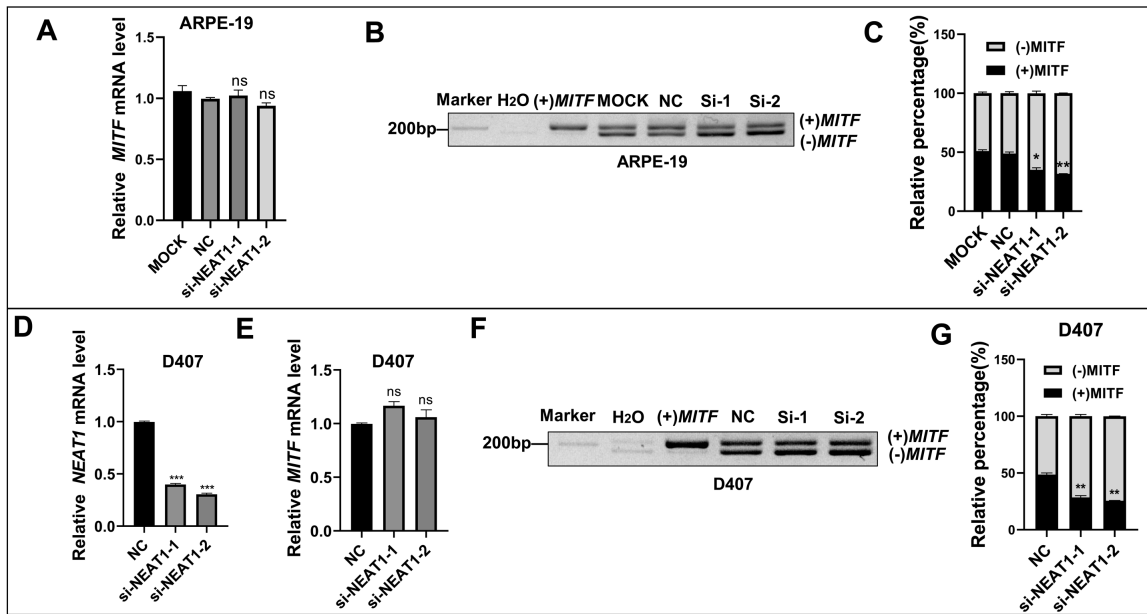 A
ARPE-19
Relative MITF mRNA level
1.5
1.0
0.5
0.0
ns
ns
MOCK
NC
si-NEAT1-1
si-NEAT1-2
B
Marker H2O (+)MITF MOCK NC Si-1 Si-2
200bp
(+)MITF
(-)MITF
ARPE-19
C
Relative percentage(%)
150
100
50
0
(-)MITF
(+)MITF
*
**
MOCK
NC
si-NEAT1-1
si-NEAT1-2
D
D407
Relative NEAT1 mRNA level
1.5
1.0
0.5
0.0
***
***
NC
si-NEAT1-1
si-NEAT1-2
E
D407
Relative MITF mRNA level
1.5
1.0
0.5
0.0
ns
ns
NC
si-NEAT1-1
si-NEAT1-2
F
Marker H2O (+)MITF NC Si-1 Si-2
200bp
(+)MITF
(-)MITF
D407
G
D407
Relative percentage(%)
150
100
50
0
(-)MITF
(+)MITF
**
**
NC
si-NEAT1-1
si-NEAT1-2